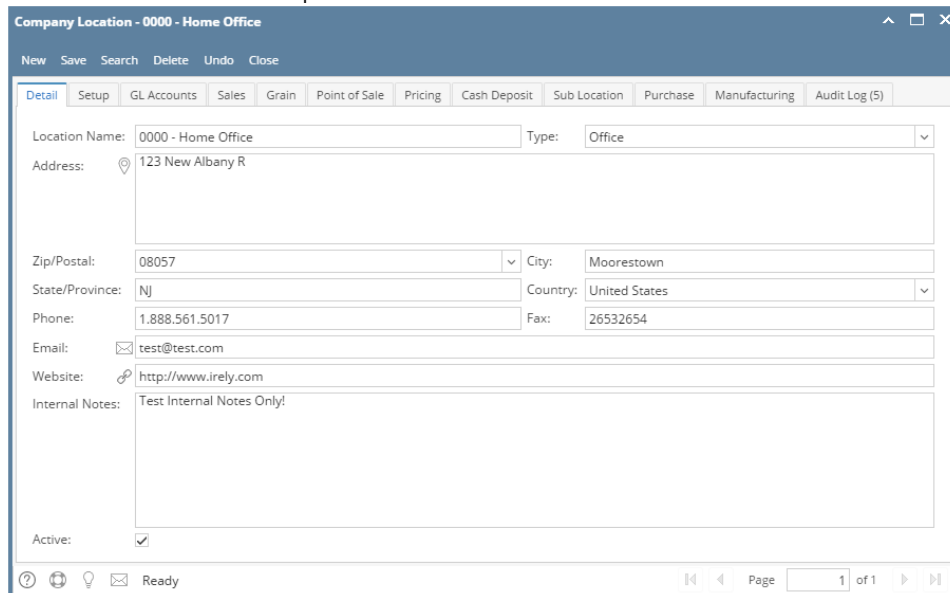 Company Location - 0000 - Home Office
New Save Search Delete Undo Close
Detail Setup GL Accounts Sales Grain Point of Sale Pricing Cash Deposit Sub Location Purchase Manufacturing Audit Log (5)
Location Name: 0000 - Home Office Type: Office
Address: 123 New Albany R
Zip/Postal: 08057 City: Moorestown
State/Province: NJ Country: United States
Phone: 1.888.561.5017 Fax: 26532654
Email: test@test.com
Website: http://www.irely.com
Internal Notes: Test Internal Notes Only!
Active:
Ready Page 1 of 1